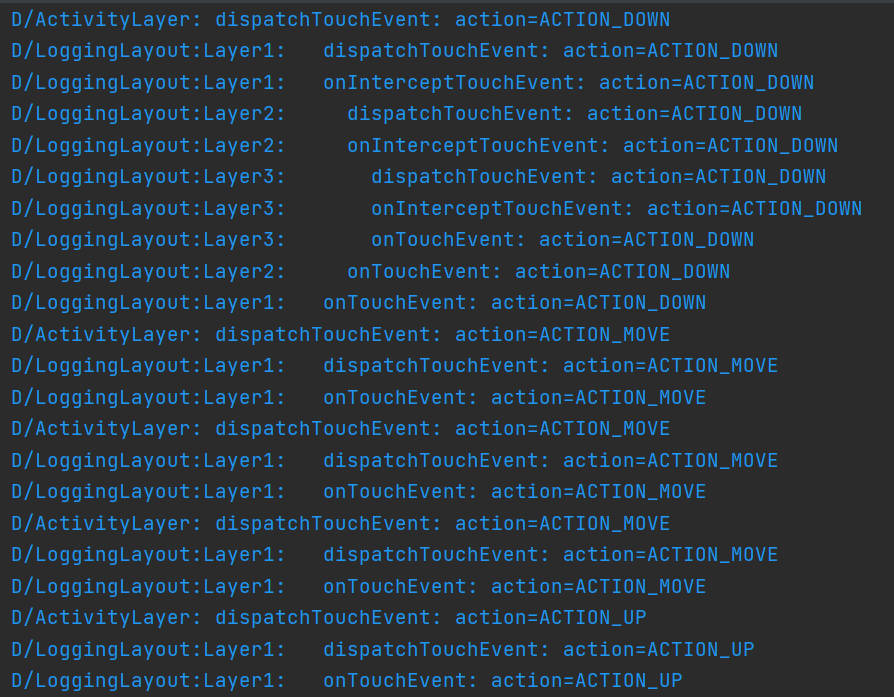 D/ActivityLayer: dispatchTouchEvent: action=ACTION_DOWN
D/LoggingLayout:Layer1:   dispatchTouchEvent: action=ACTION_DOWN
D/LoggingLayout:Layer1:   onInterceptTouchEvent: action=ACTION_DOWN
D/LoggingLayout:Layer2:     dispatchTouchEvent: action=ACTION_DOWN
D/LoggingLayout:Layer2:     onInterceptTouchEvent: action=ACTION_DOWN
D/LoggingLayout:Layer3:       dispatchTouchEvent: action=ACTION_DOWN
D/LoggingLayout:Layer3:       onInterceptTouchEvent: action=ACTION_DOWN
D/LoggingLayout:Layer3:       onTouchEvent: action=ACTION_DOWN
D/LoggingLayout:Layer2:     onTouchEvent: action=ACTION_DOWN
D/LoggingLayout:Layer1:   onTouchEvent: action=ACTION_DOWN
D/ActivityLayer: dispatchTouchEvent: action=ACTION_MOVE
D/LoggingLayout:Layer1:   dispatchTouchEvent: action=ACTION_MOVE
D/LoggingLayout:Layer1:   onTouchEvent: action=ACTION_MOVE
D/ActivityLayer: dispatchTouchEvent: action=ACTION_MOVE
D/LoggingLayout:Layer1:   dispatchTouchEvent: action=ACTION_MOVE
D/LoggingLayout:Layer1:   onTouchEvent: action=ACTION_MOVE
D/ActivityLayer: dispatchTouchEvent: action=ACTION_MOVE
D/LoggingLayout:Layer1:   dispatchTouchEvent: action=ACTION_MOVE
D/LoggingLayout:Layer1:   onTouchEvent: action=ACTION_MOVE
D/ActivityLayer: dispatchTouchEvent: action=ACTION_UP
D/LoggingLayout:Layer1:   dispatchTouchEvent: action=ACTION_UP
D/LoggingLayout:Layer1:   onTouchEvent: action=ACTION_UP